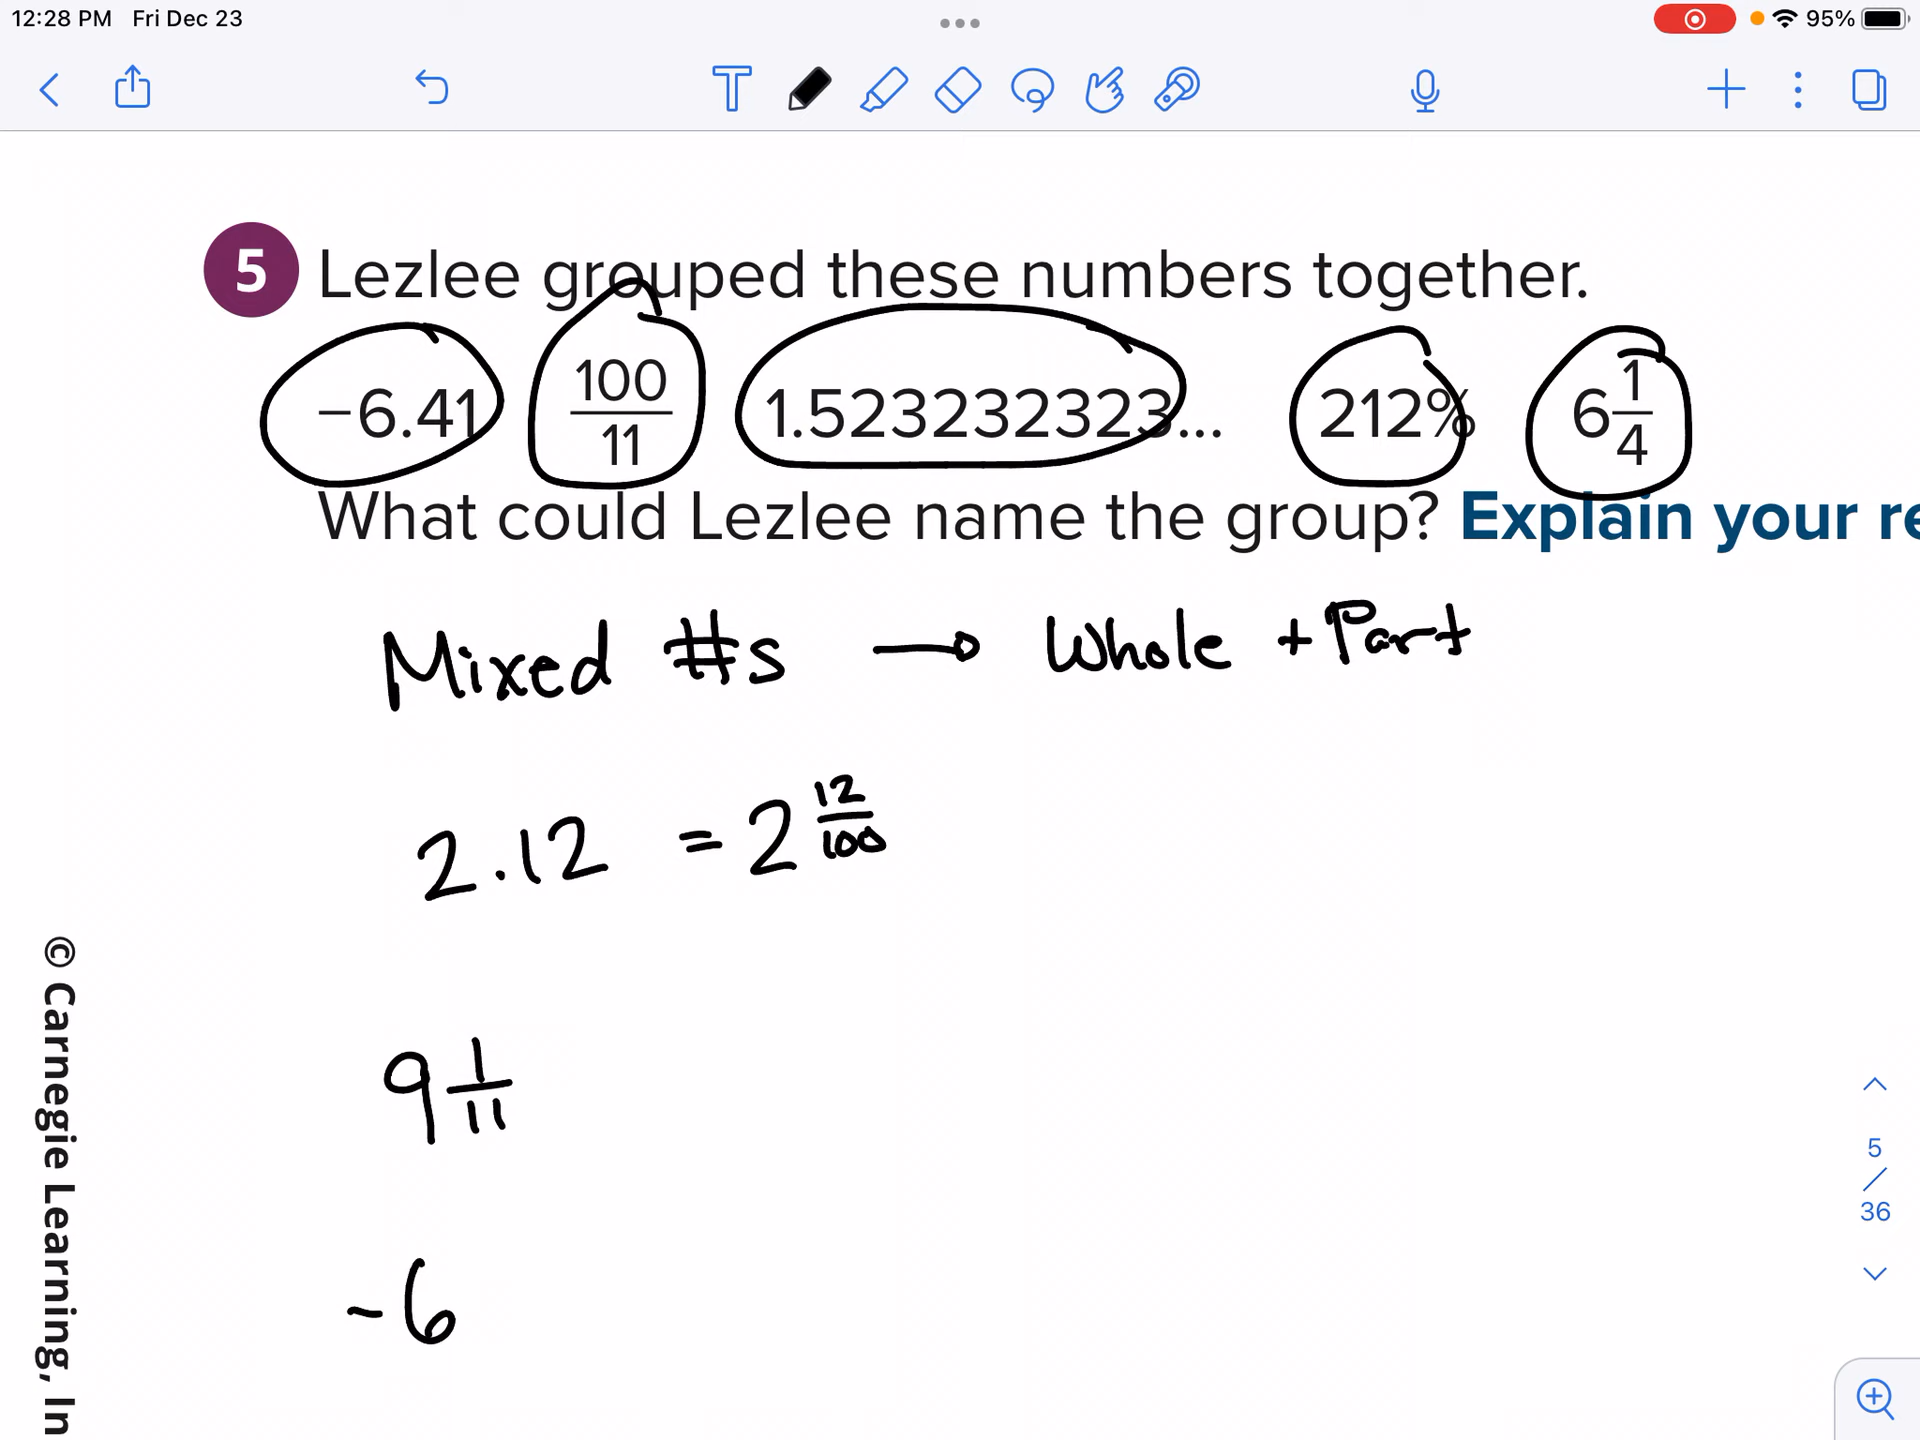 12:28 PM Fri Dec 23
95%
5 Lezlee grouped these numbers together.
−6.41 100/11 1.523232323... 212% 6 1/4
What could Lezlee name the group? Explain your re
Mixed #s → Whole + Part
2.12 = 2 12/100
9 1/11
-6
5
/
36
© Carnegie Learning, In